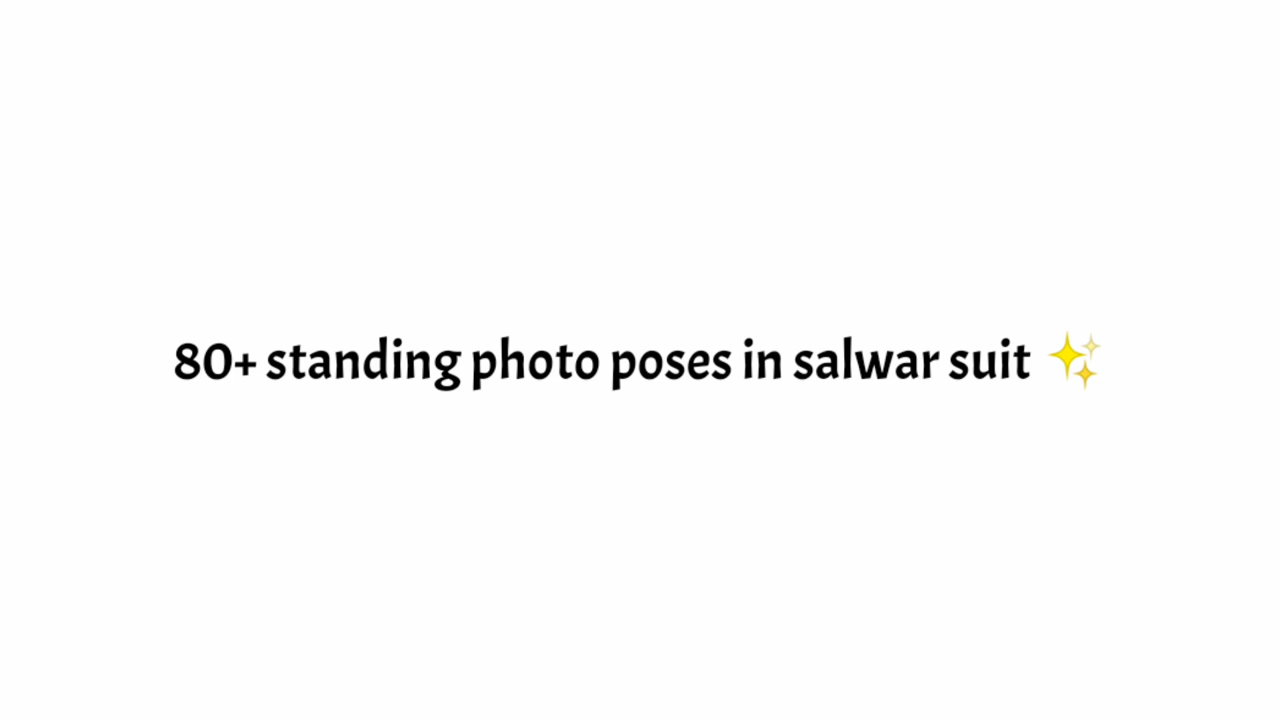 80+ standing photo poses in salwar suit ✨